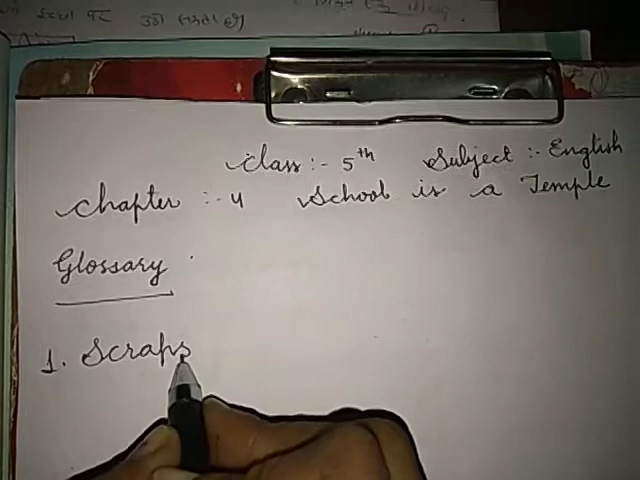 Class :- 5th Subject :- English
Chapter :- 4 School is a Temple
Glossary
1. Scraps